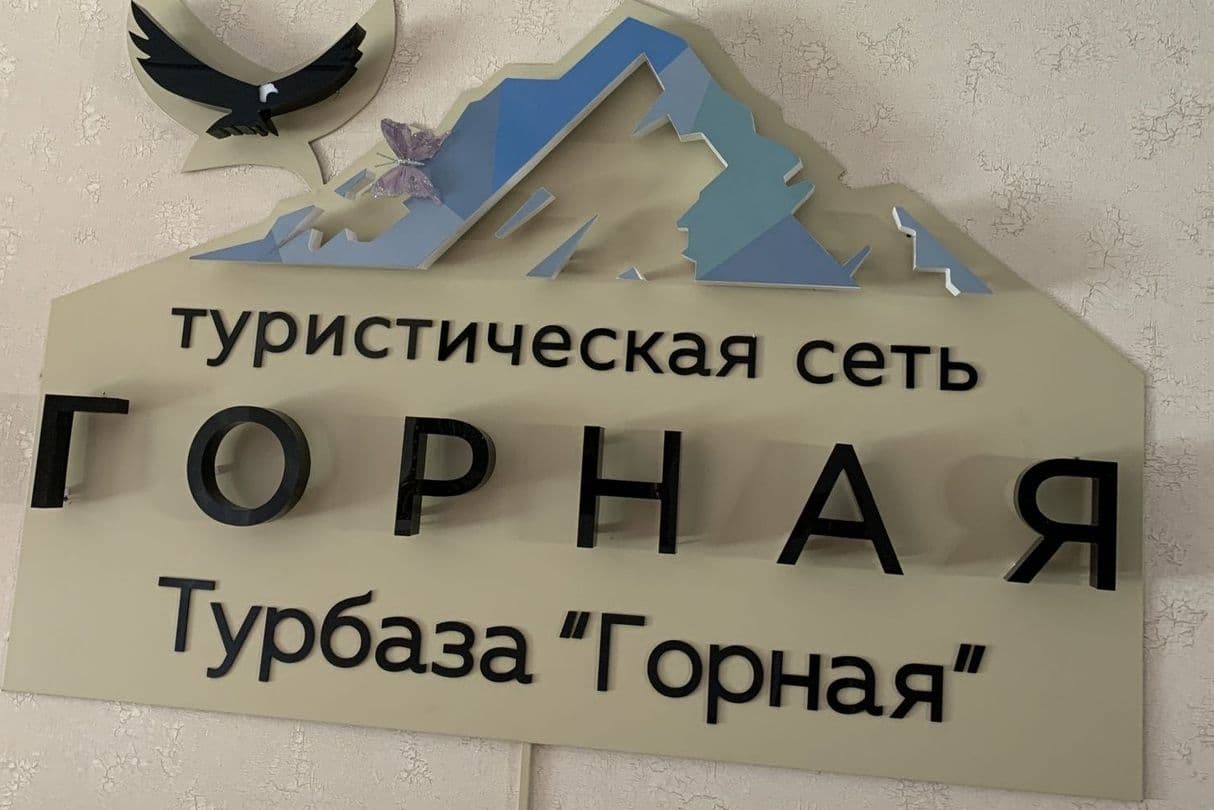 туристическая сеть
ГОРНАЯ
Турбаза "Горная"